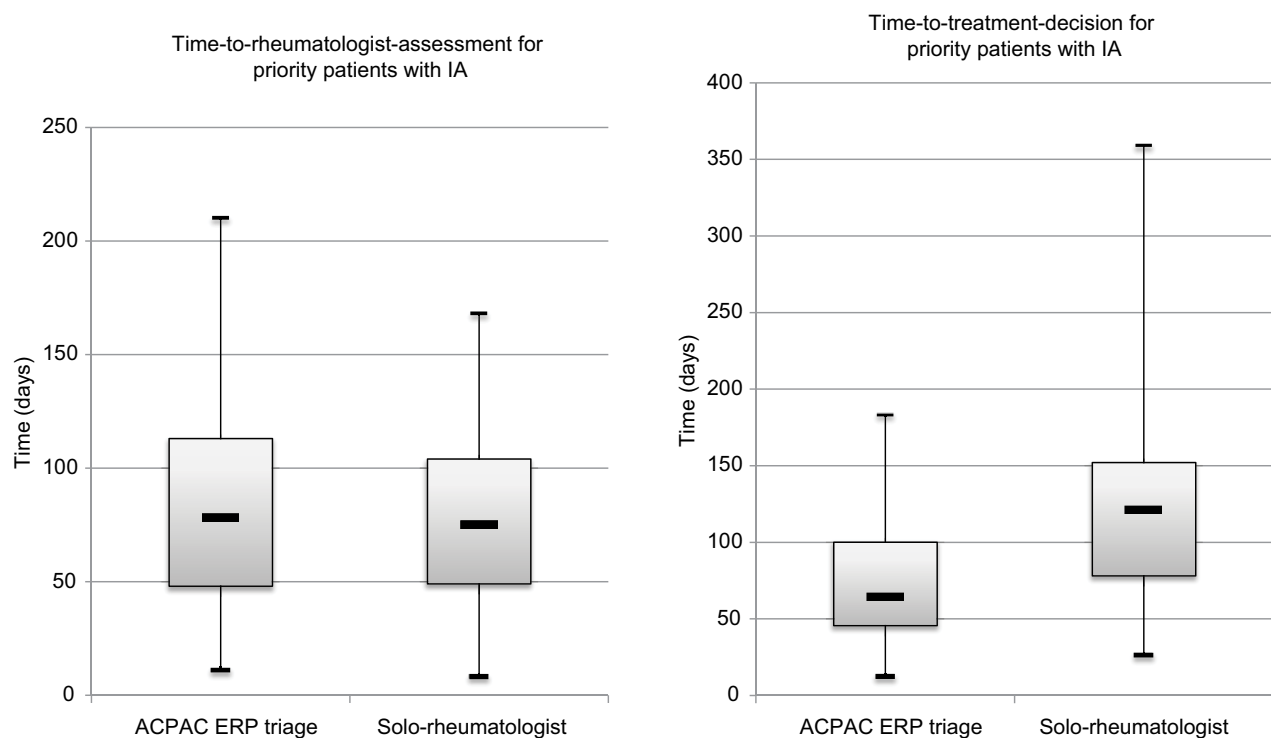 Time-to-rheumatologist-assessment for
priority patients with IA
250
200
150
100
50
0
Time (days)
ACPAC ERP triage
Solo-rheumatologist
Time-to-treatment-decision for
priority patients with IA
400
350
300
250
200
150
100
50
0
Time (days)
ACPAC ERP triage
Solo-rheumatologist